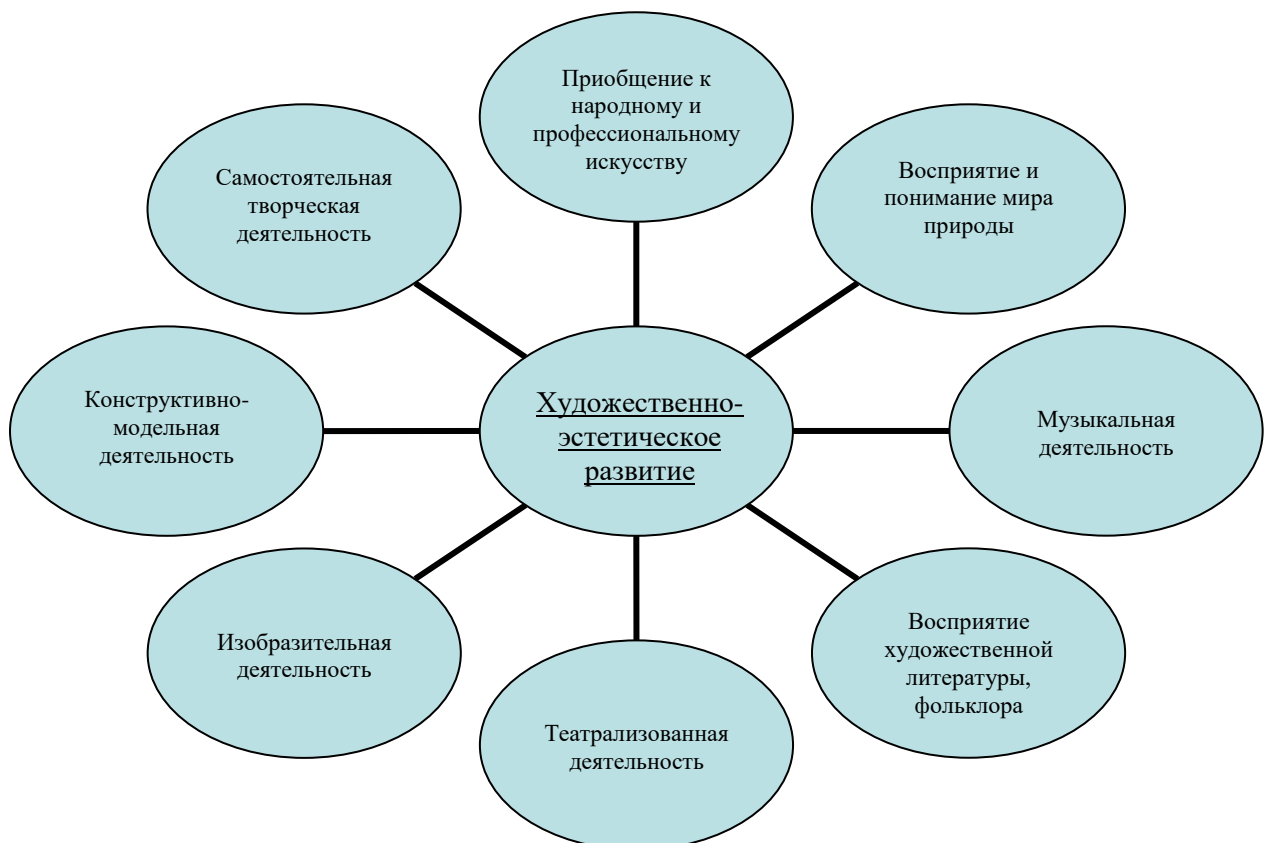 Приобщение к
народному и
профессиональному
искусству
Самостоятельная
творческая
деятельность
Восприятие и
понимание мира
природы
Конструктивно-
модельная
деятельность
Художественно-
эстетическое
развитие
Музыкальная
деятельность
Изобразительная
деятельность
Восприятие
художественной
литературы,
фольклора
Театрализованная
деятельность